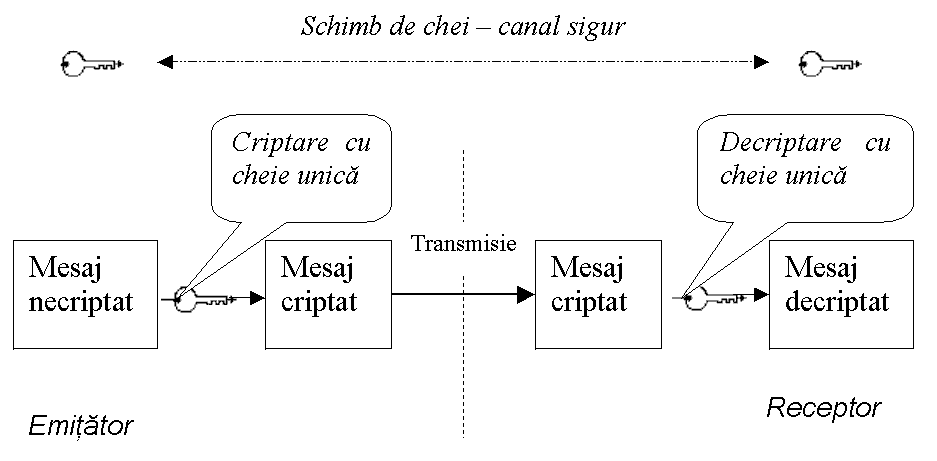 Schimb de chei – canal sigur
Criptare cu
cheie unică
Decriptare cu
cheie unică
Transmisie
Mesaj
necriptat
Mesaj
criptat
Mesaj
criptat
Mesaj
decriptat
Emițător
Receptor